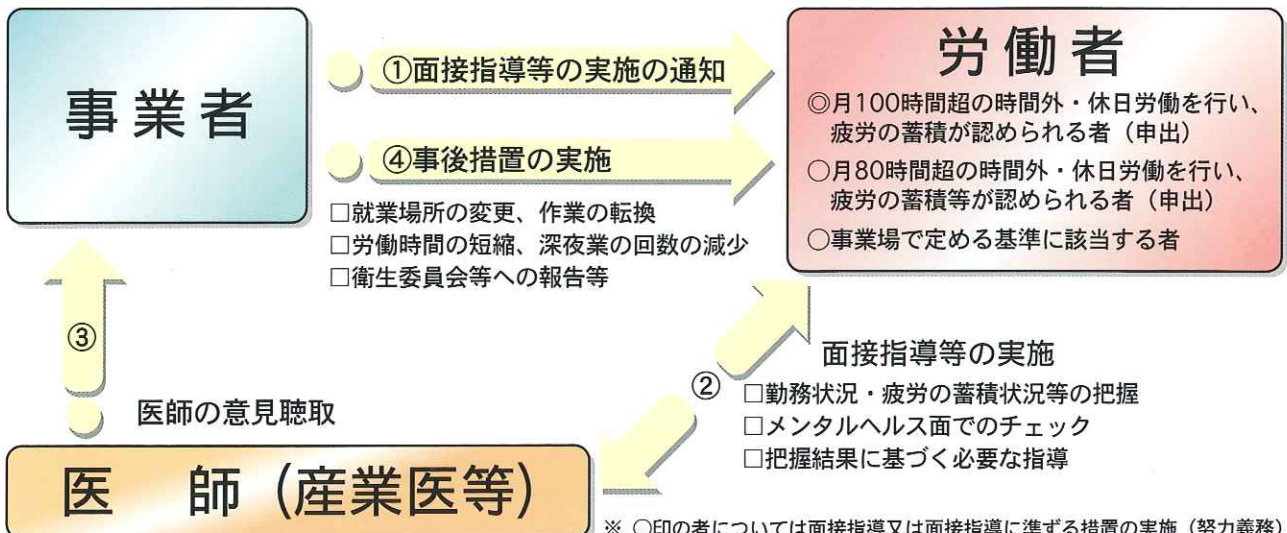 事業者
①面接指導等の実施の通知
④事後措置の実施
□就業場所の変更、作業の転換
□労働時間の短縮、深夜業の回数の減少
□衛生委員会等への報告等
労働者
◎月100時間超の時間外・休日労働を行い、
疲労の蓄積が認められる者（申出）
○月80時間超の時間外・休日労働を行い、
疲労の蓄積等が認められる者（申出）
○事業場で定める基準に該当する者
③
医師の意見聴取
②
面接指導等の実施
□勤務状況・疲労の蓄積状況等の把握
□メンタルヘルス面でのチェック
□把握結果に基づく必要な指導
医　師（産業医等）
※ ○印の者については面接指導又は面接指導に準ずる措置の実施（努力義務）